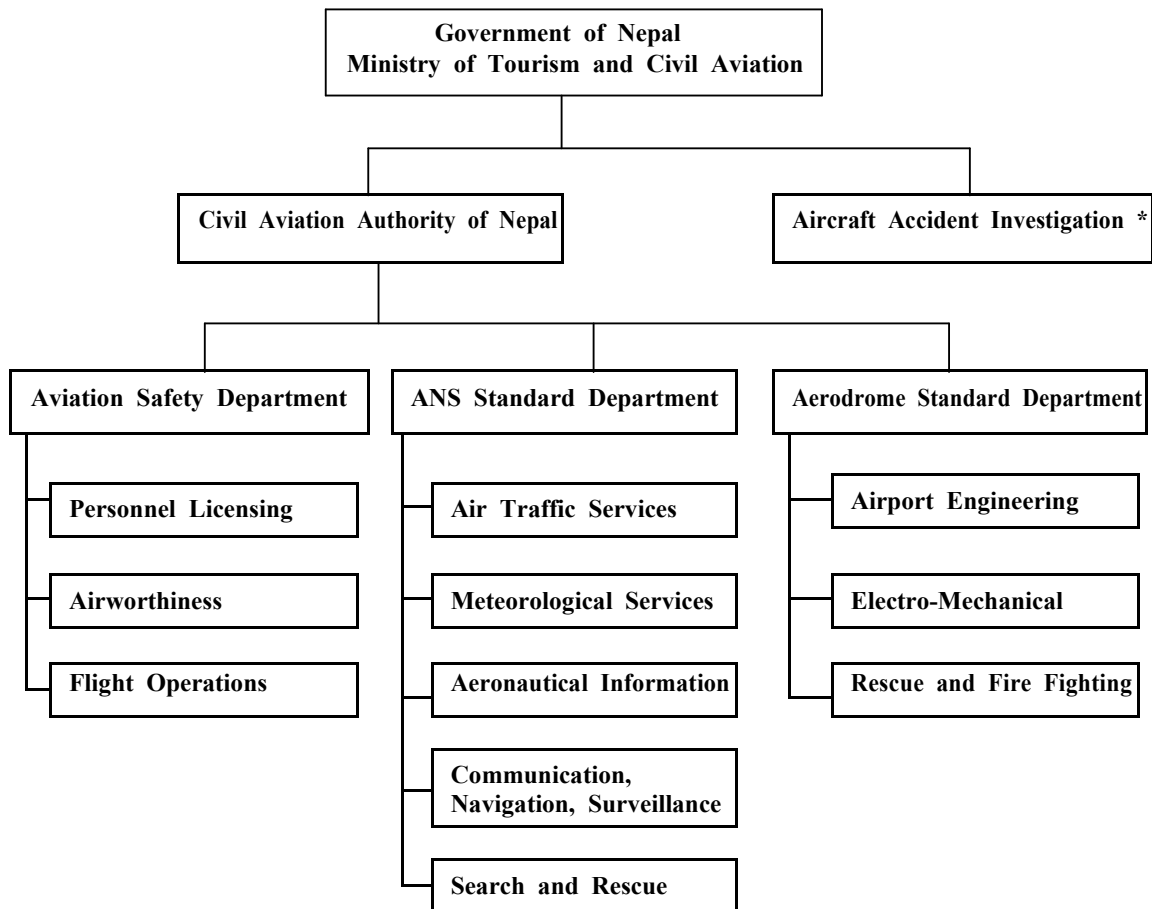 Government of Nepal
Ministry of Tourism and Civil Aviation
Civil Aviation Authority of Nepal
Aircraft Accident Investigation *
Aviation Safety Department
ANS Standard Department
Aerodrome Standard Department
Personnel Licensing
Airworthiness
Flight Operations
Air Traffic Services
Meteorological Services
Aeronautical Information
Communication,
Navigation, Surveillance
Search and Rescue
Airport Engineering
Electro-Mechanical
Rescue and Fire Fighting